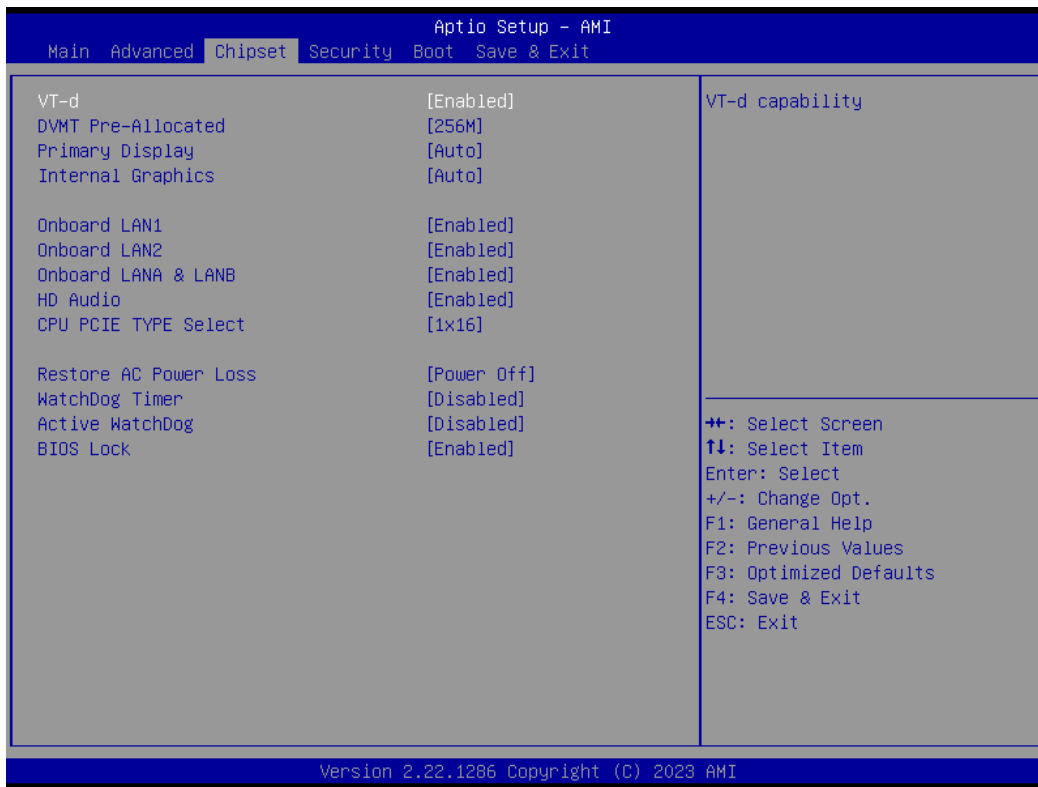 Aptio Setup - AMI
Main Advanced Chipset Security Boot Save & Exit
VT-d [Enabled]
DVMT Pre-Allocated [256M]
Primary Display [Auto]
Internal Graphics [Auto]
Onboard LAN1 [Enabled]
Onboard LAN2 [Enabled]
Onboard LANA & LANB [Enabled]
HD Audio [Enabled]
CPU PCIE TYPE Select [1x16]
Restore AC Power Loss [Power Off]
WatchDog Timer [Disabled]
Active WatchDog [Disabled]
BIOS Lock [Enabled]
VT-d capability
→←: Select Screen
↑↓: Select Item
Enter: Select
+/-: Change Opt.
F1: General Help
F2: Previous Values
F3: Optimized Defaults
F4: Save & Exit
ESC: Exit
Version 2.22.1286 Copyright (C) 2023 AMI